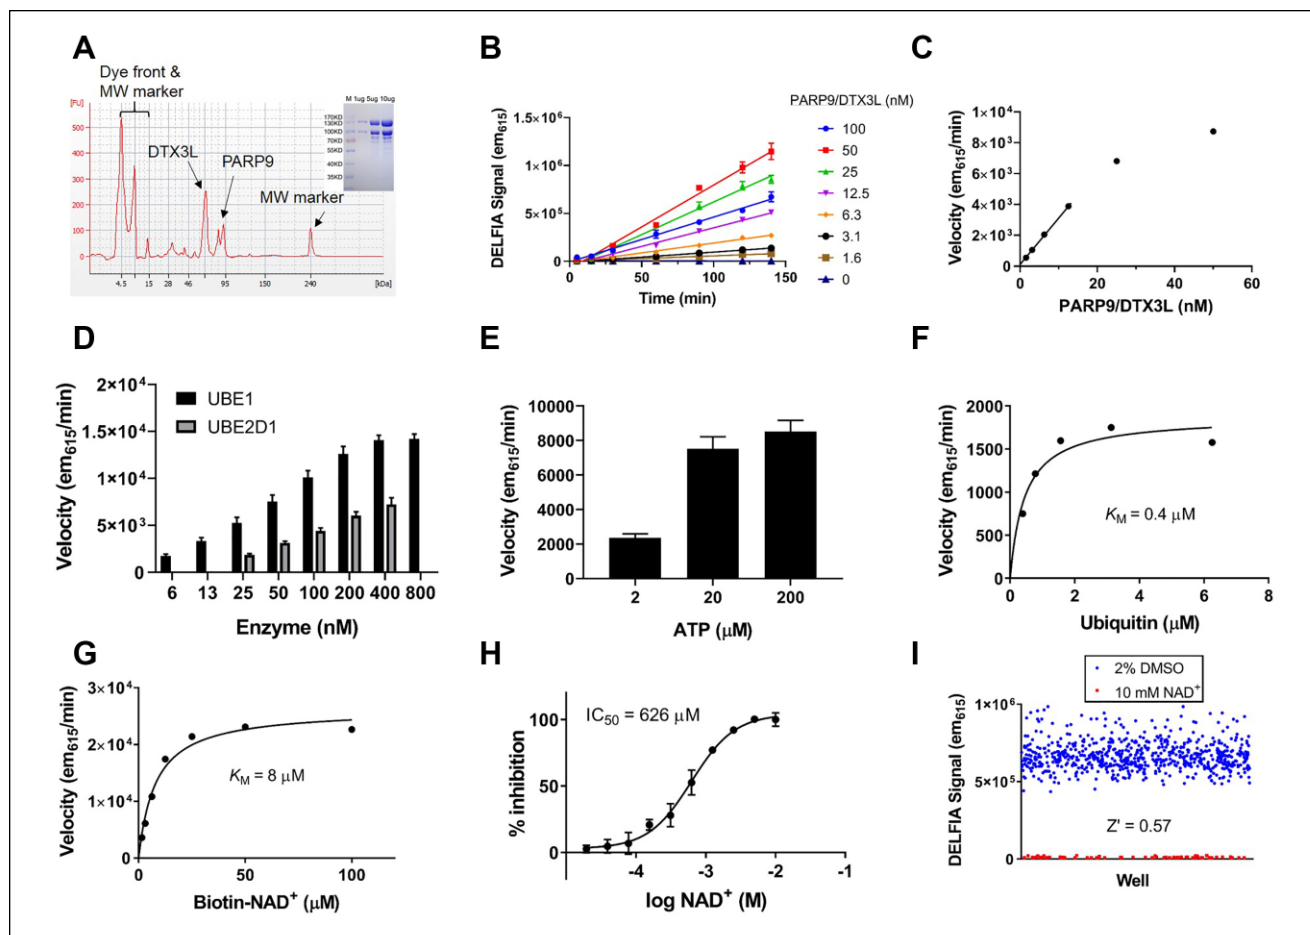 A
Dye front &
MW marker
[FU]
500
400
300
200
100
0
DTX3L
PARP9
MW marker
M 1ug 5ug 10ug
170KD
130KD
100KD
70KD
55KD
40KD
35KD
4.5 15 28 46 95 150 240 [kDa]
B
DELFIA Signal (em615)
1.5×10⁶
1×10⁶
5×10⁵
0
0 50 100 150
Time (min)
PARP9/DTX3L (nM)
100
50
25
12.5
6.3
3.1
1.6
0
C
Velocity (em615/min)
1×10⁴
8×10³
6×10³
4×10³
2×10³
0
0 20 40 60
PARP9/DTX3L (nM)
D
Velocity (em615/min)
2×10⁴
1.5×10⁴
1×10⁴
5×10³
0
UBE1
UBE2D1
6 13 25 50 100 200 400 800
Enzyme (nM)
E
Velocity (em615/min)
10000
8000
6000
4000
2000
0
2 20 200
ATP (μM)
F
Velocity (em615/min)
2000
1500
1000
500
0
KM = 0.4 μM
0 2 4 6 8
Ubiquitin (μM)
G
Velocity (em615/min)
3×10⁴
2×10⁴
1×10⁴
0
KM = 8 μM
0 50 100
Biotin-NAD⁺ (μM)
H
% inhibition
100
50
0
IC50 = 626 μM
-4 -3 -2 -1
log NAD⁺ (M)
I
2% DMSO
10 mM NAD⁺
DELFIA Signal (em615)
1×10⁶
5×10⁵
0
Z' = 0.57
Well